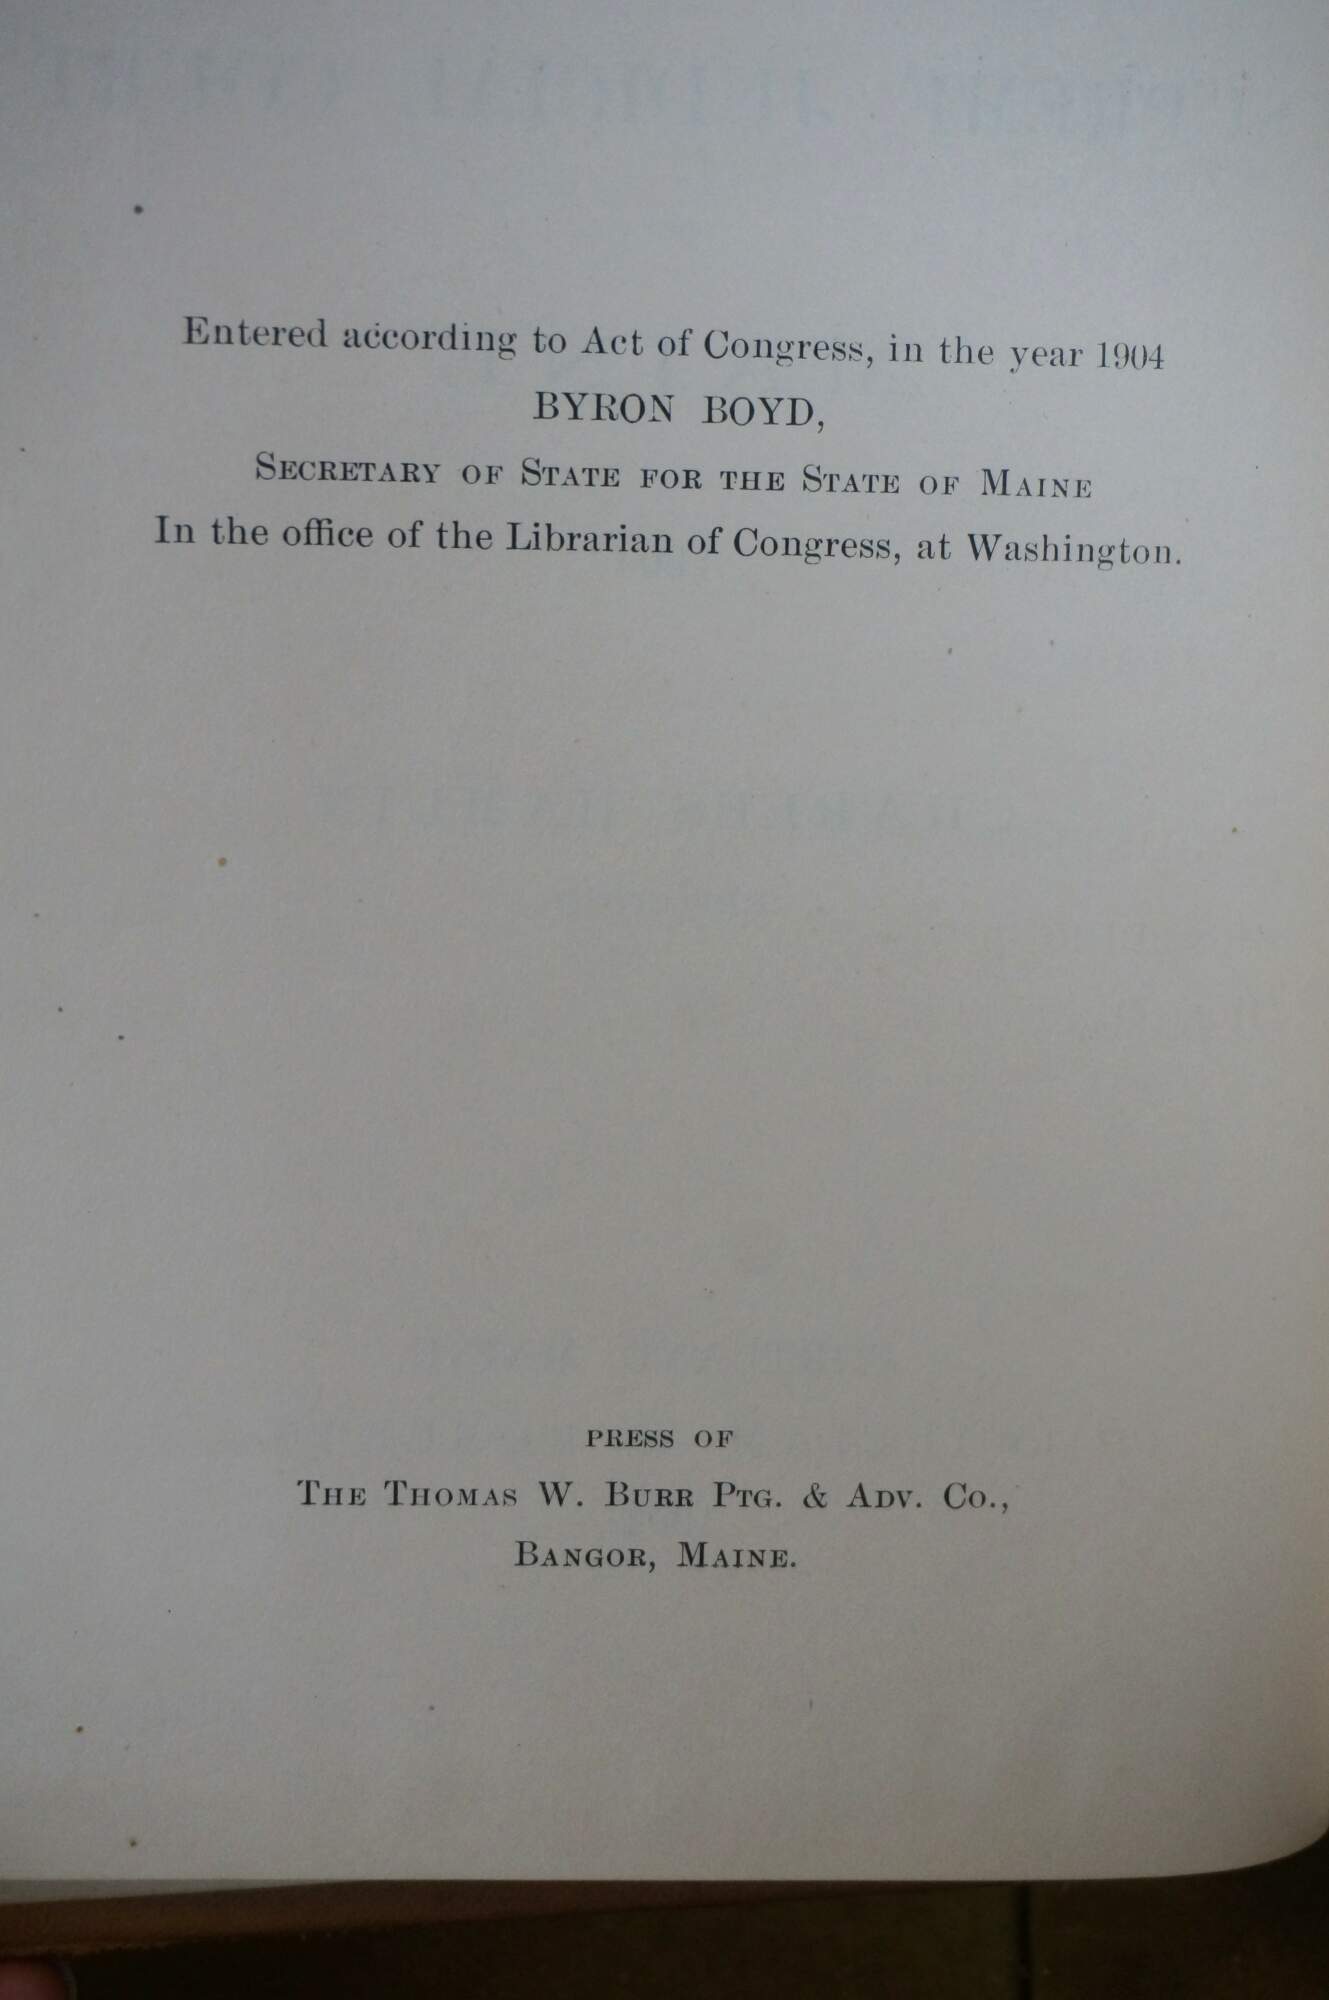 Entered according to Act of Congress, in the year 1904
BYRON BOYD,
SECRETARY OF STATE FOR THE STATE OF MAINE
In the office of the Librarian of Congress, at Washington.
PRESS OF
THE THOMAS W. BURR PTG. & ADV. CO.,
BANGOR, MAINE.